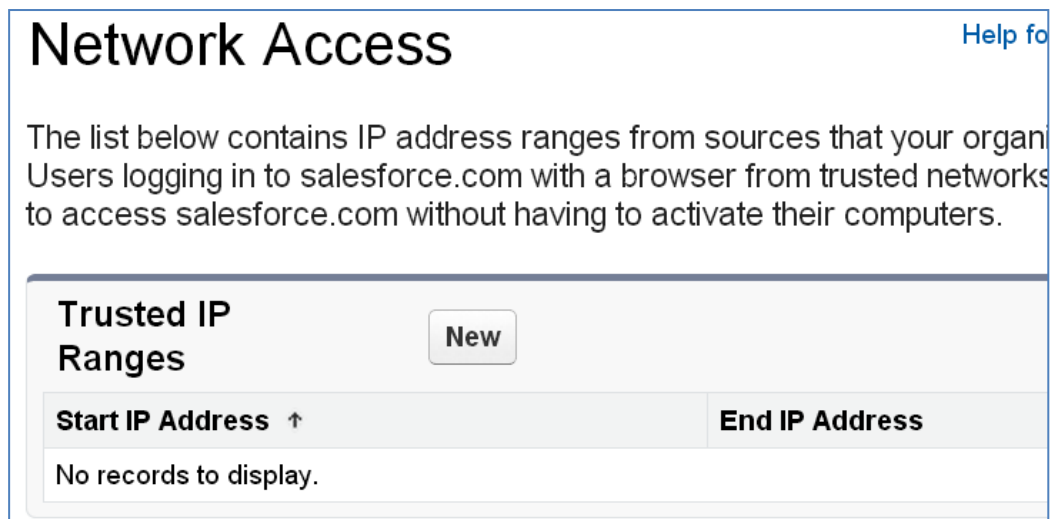 Network Access
Help fo
The list below contains IP address ranges from sources that your organi
Users logging in to salesforce.com with a browser from trusted networks
to access salesforce.com without having to activate their computers.
Trusted IP
Ranges
New
Start IP Address ↑
End IP Address
No records to display.